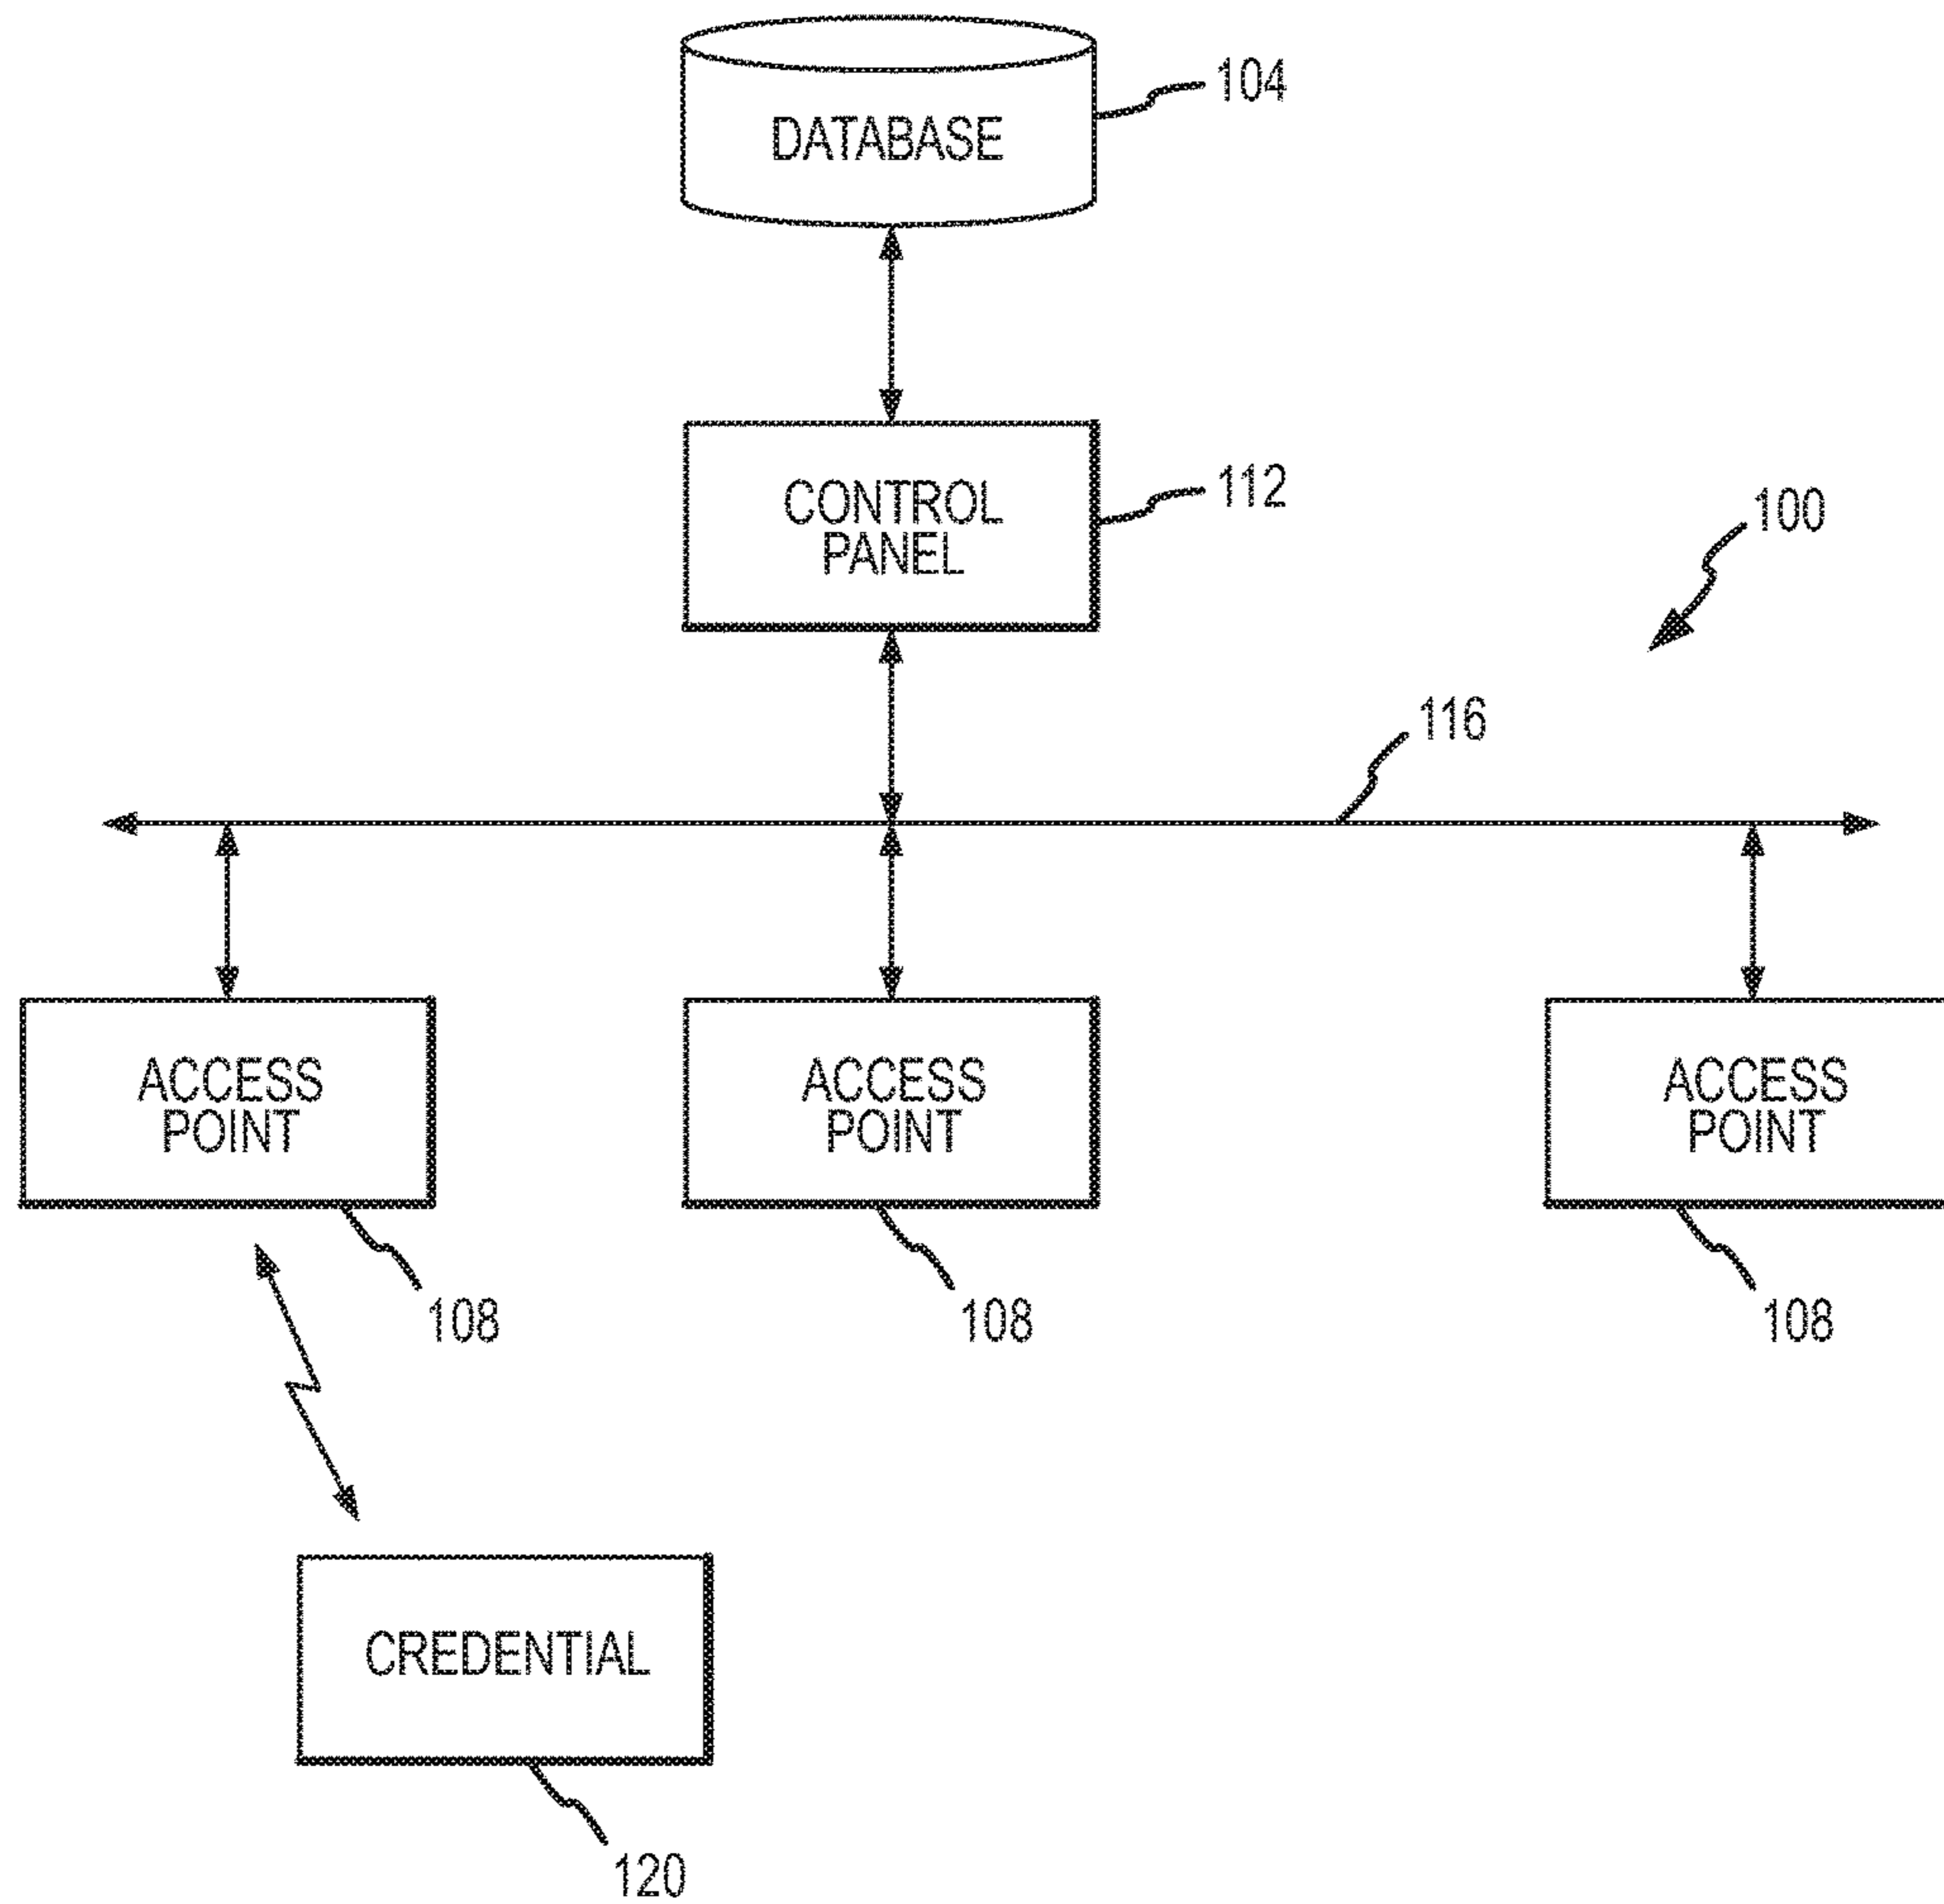 104
DATABASE
112
CONTROL
PANEL
100
116
ACCESS
POINT
ACCESS
POINT
ACCESS
POINT
108
108
108
CREDENTIAL
120